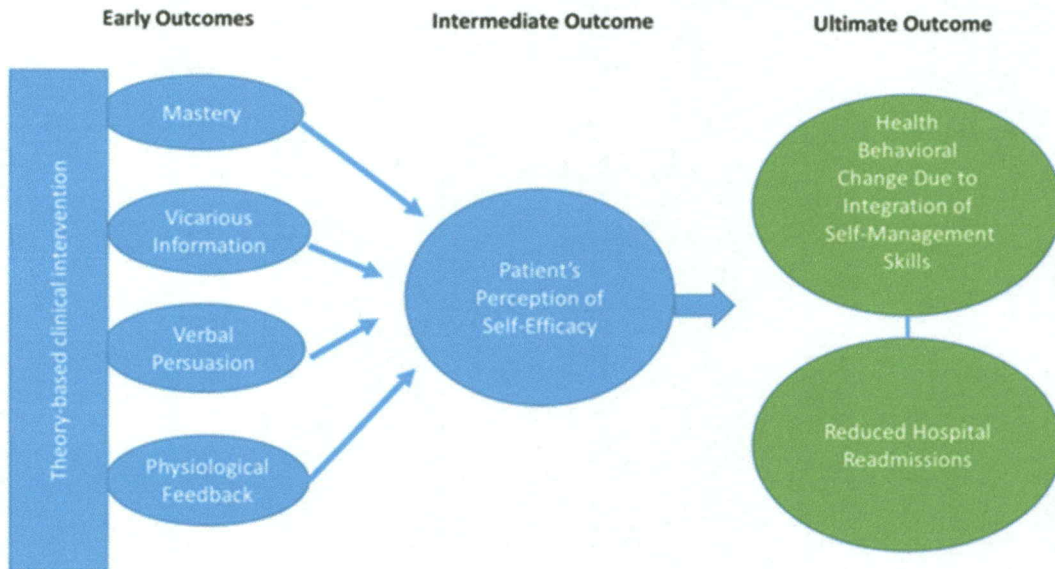 Early Outcomes
Intermediate Outcome
Ultimate Outcome
Theory-based clinical intervention
Mastery
Vicarious
Information
Verbal
Persuasion
Physiological
Feedback
Patient's
Perception of
Self-Efficacy
Health
Behavioral
Change Due to
Integration of
Self-Management
Skills
Reduced Hospital
Readmissions